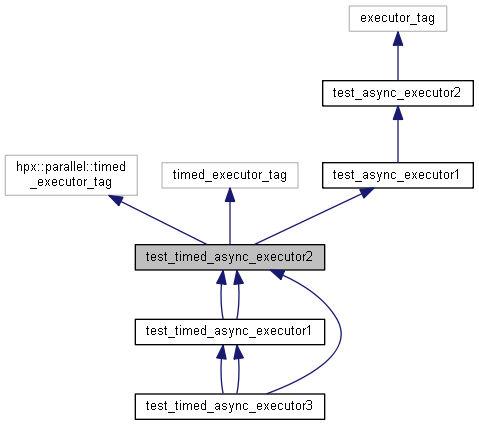 executor_tag
test_async_executor2
hpx::parallel::timed
_executor_tag
timed_executor_tag
test_async_executor1
test_timed_async_executor2
test_timed_async_executor1
test_timed_async_executor3